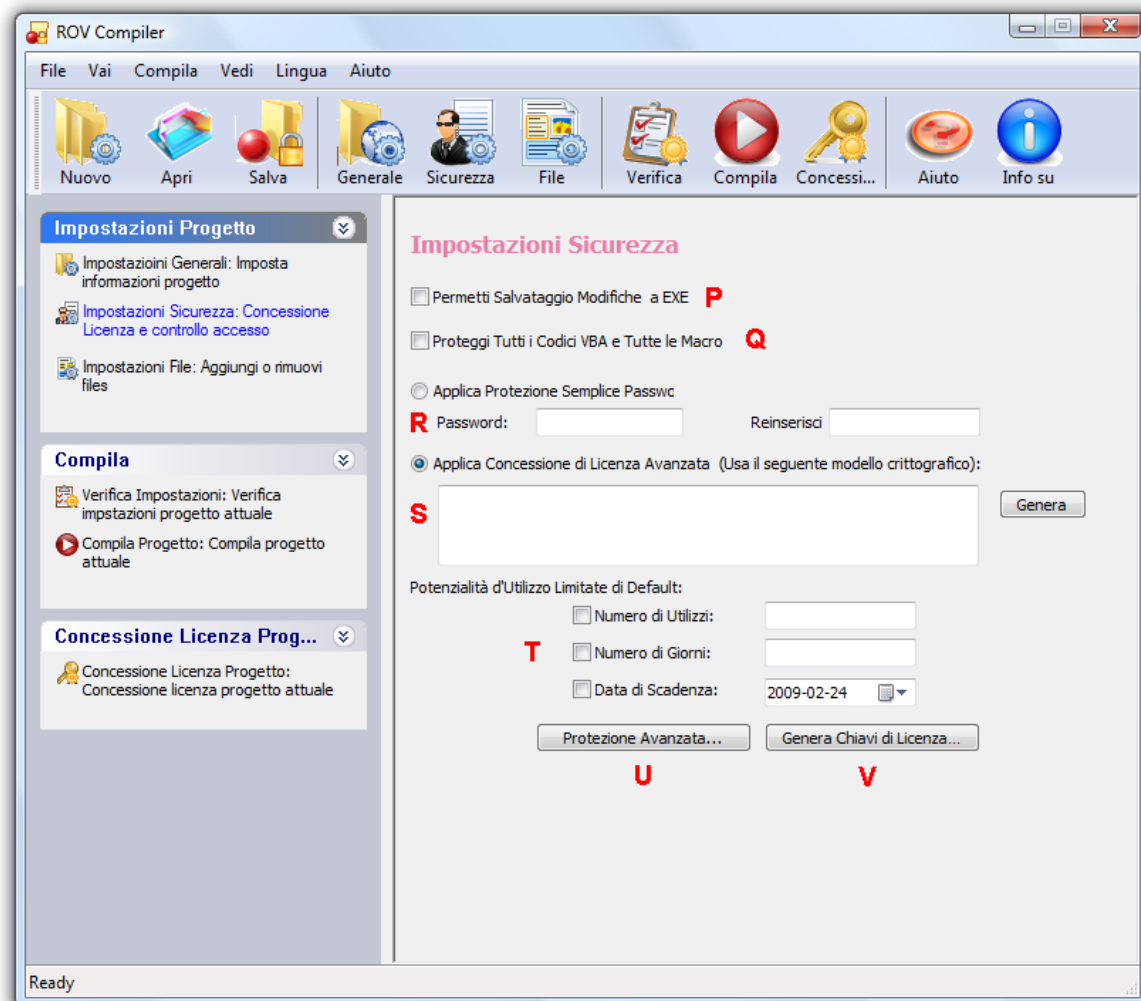 ROV Compiler
File Vai Compila Vedi Lingua Aiuto
Nuovo Apri Salva Generale Sicurezza File Verifica Compila Concessi... Aiuto Info su
Impostazioni Progetto
Impostazioini Generali: Imposta
informazioni progetto
Impostazioni Sicurezza: Concessione
Licenza e controllo accesso
Impostazioni File: Aggiungi o rimuovi
files
Compila
Verifica Impostazioni: Verifica
impstazioni progetto attuale
Compila Progetto: Compila progetto
attuale
Concessione Licenza Prog...
Concessione Licenza Progetto:
Concessione licenza progetto attuale
Impostazioni Sicurezza
Permetti Salvataggio Modifiche a EXE P
Proteggi Tutti i Codici VBA e Tutte le Macro Q
Applica Protezione Semplice Passwc
R Password: Reinserisci
Applica Concessione di Licenza Avanzata (Usa il seguente modello crittografico):
S Genera
Potenzialità d'Utilizzo Limitate di Default:
Numero di Utilizzi:
T Numero di Giorni:
Data di Scadenza: 2009-02-24
Protezione Avanzata... Genera Chiavi di Licenza...
U V
Ready